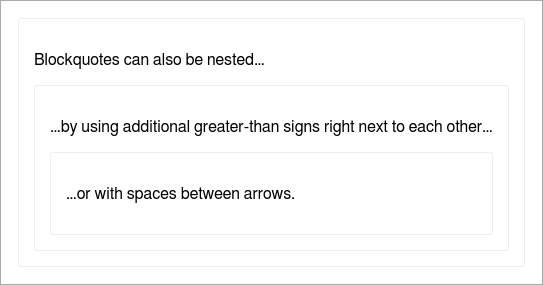 Blockquotes can also be nested...
...by using additional greater-than signs right next to each other...
...or with spaces between arrows.